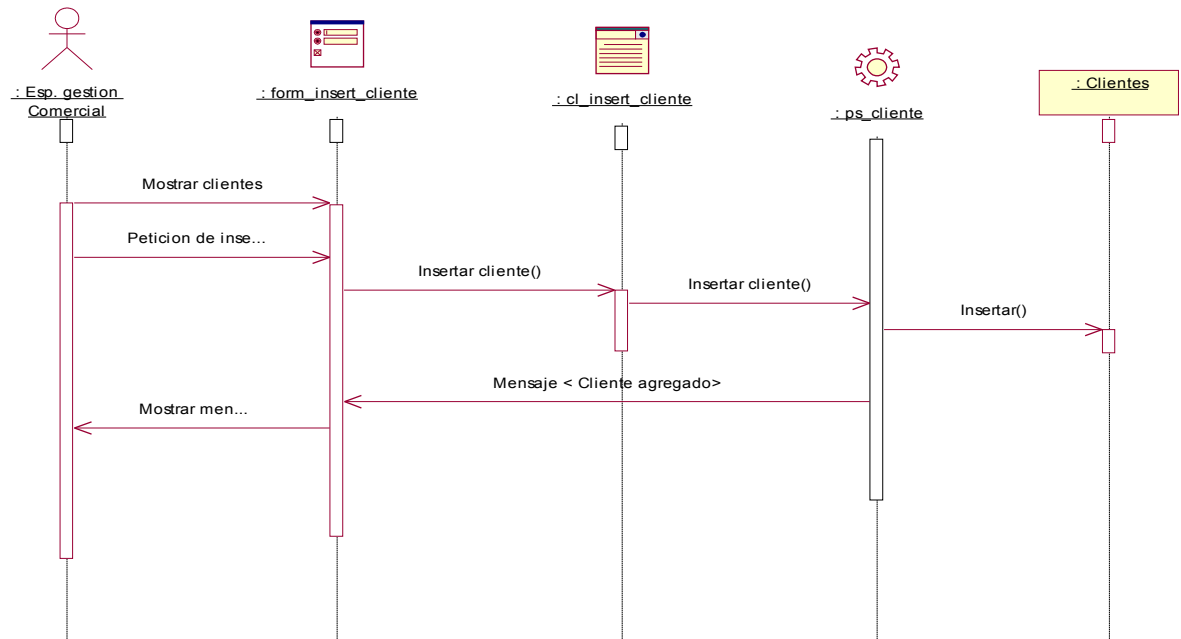 : Esp. gestion
Comercial
: form_insert_cliente
: cl_insert_cliente
: ps_cliente
: Clientes
Mostrar clientes
Peticion de inse...
Insertar cliente()
Insertar cliente()
Insertar()
Mensaje < Cliente agregado>
Mostrar men...